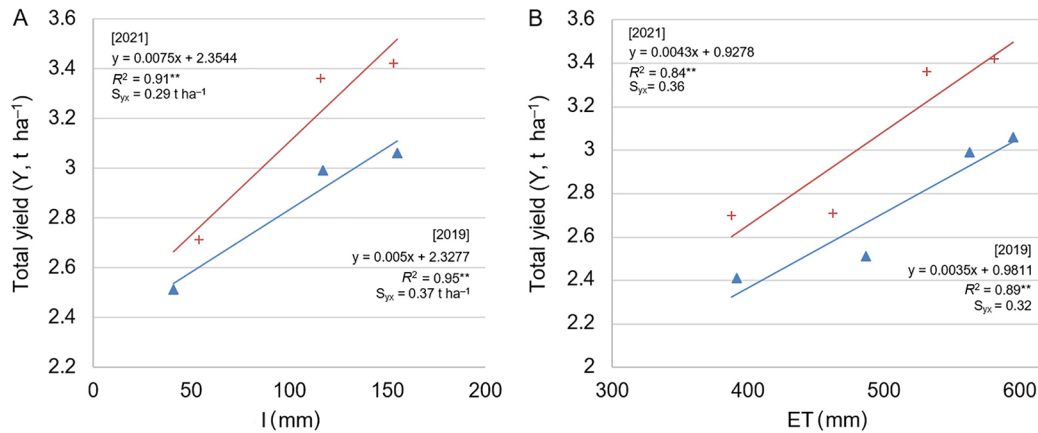 A
Total yield (Y, t ha⁻¹)
3.6
3.4
3.2
3
2.8
2.6
2.4
2.2
[2021]
y = 0.0075x + 2.3544
R² = 0.91**
Syx = 0.29 t ha⁻¹
[2019]
y = 0.005x + 2.3277
R² = 0.95**
Syx = 0.37 t ha⁻¹
0 50 100 150 200
I (mm)
B
Total yield (Y, t ha⁻¹)
3.6
3.4
3.2
3
2.8
2.6
2.4
2.2
2
[2021]
y = 0.0043x + 0.9278
R² = 0.84**
Syx= 0.36
[2019]
y = 0.0035x + 0.9811
R² = 0.89**
Syx = 0.32
300 400 500 600
ET (mm)